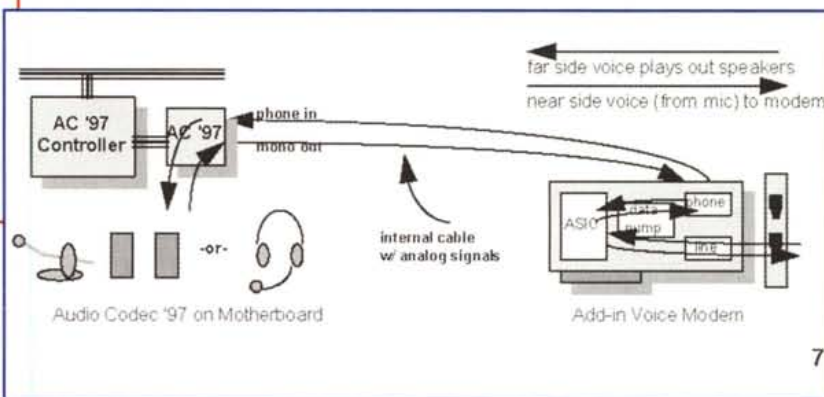 far side voice plays out speakers
near side voice (from mic) to modem
AC '97
Controller
AC '97
phone in
mono out
ASIC
data
pump
phone
line
-or-
internal cable
w/ analog signals
Audio Codec '97 on Motherboard
Add-in Voice Modem
7